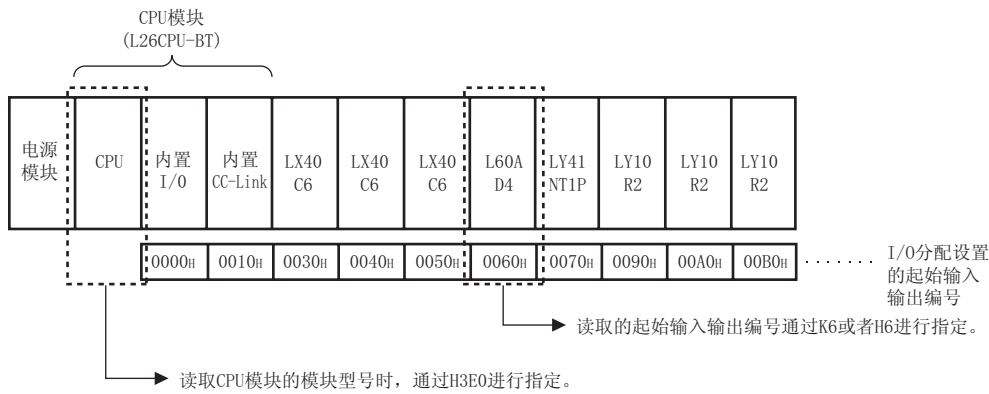 CPU模块
(L26CPU-BT)
电源
模块
CPU
内置
I/O
内置
CC-Link
LX40
C6
LX40
C6
LX40
C6
L60A
D4
LY41
NT1P
LY10
R2
LY10
R2
LY10
R2
0000H
0010H
0030H
0040H
0050H
0060H
0070H
0090H
00A0H
00B0H
· · · · · ·
I/O分配设置
的起始输入
输出编号
读取的起始输入输出编号通过K6或者H6进行指定。
读取CPU模块的模块型号时，通过H3E0进行指定。